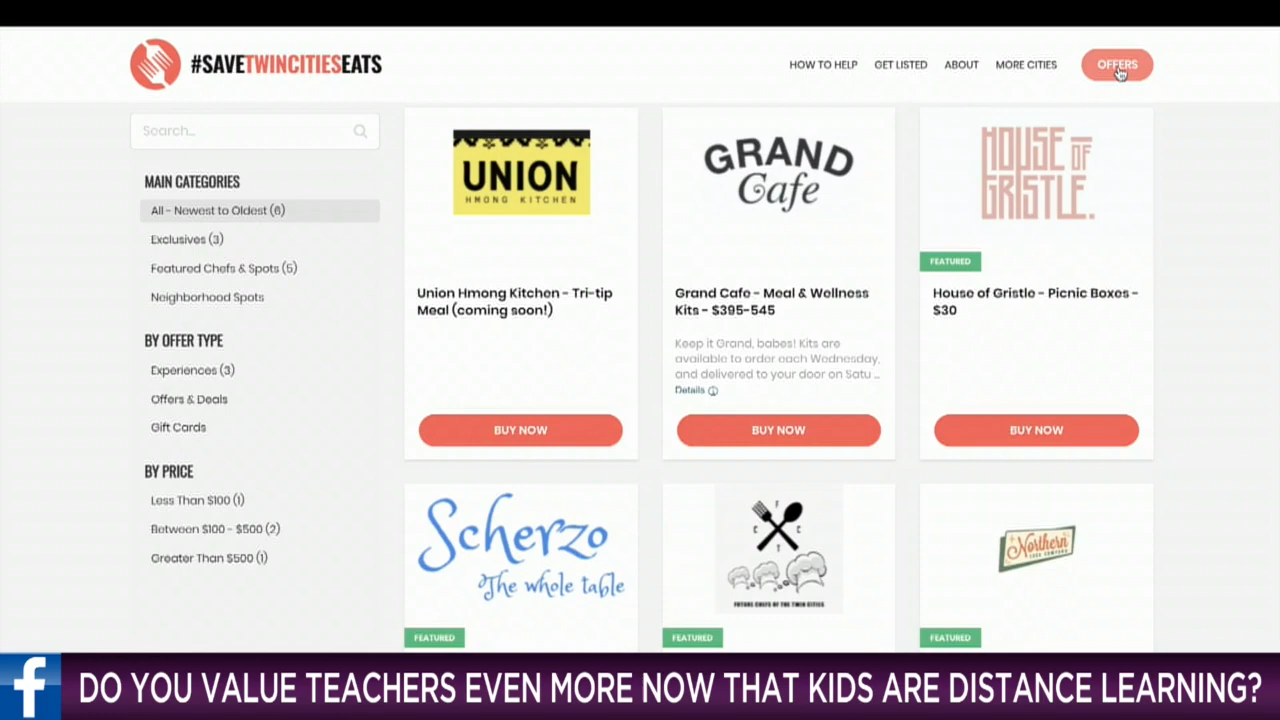 #SAVETWINCITIESEATS
HOW TO HELP
GET LISTED
ABOUT
MORE CITIES
OFFERS
Search...
MAIN CATEGORIES
All - Newest to Oldest (6)
Exclusives (3)
Featured Chefs & Spots (5)
Neighborhood Spots
BY OFFER TYPE
Experiences (3)
Offers & Deals
Gift Cards
BY PRICE
Less Than $100 (1)
Between $100 - $500 (2)
Greater Than $500 (1)
UNION
HMONG KITCHEN
Union Hmong Kitchen - Tri-tip
Meal (coming soon!)
BUY NOW
GRAND
Cafe
Grand Cafe - Meal & Wellness
Kits - $395-545
Keep it Grand, babes! Kits are
available to order each Wednesday,
and delivered to your door on Satu ...
Details
BUY NOW
HOUSE OF
GRISTLE.
FEATURED
House of Gristle - Picnic Boxes -
$30
BUY NOW
Scherzo
The whole table
FEATURED
F
C C
T
FUTURE CHEFS OF THE TWIN CITIES
FEATURED
Northern
FEATURED
f
DO YOU VALUE TEACHERS EVEN MORE NOW THAT KIDS ARE DISTANCE LEARNING?